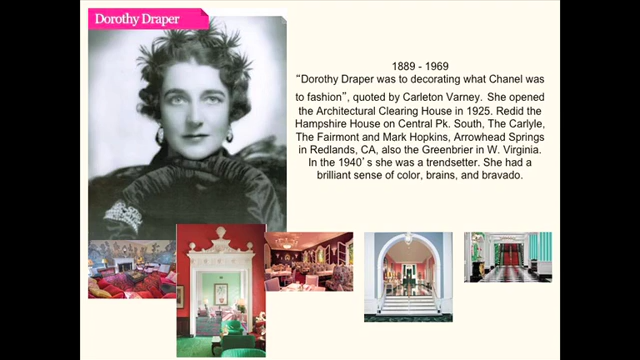 Dorothy Draper
1889 - 1969
“Dorothy Draper was to decorating what Chanel was
to fashion”, quoted by Carleton Varney. She opened
the Architectural Clearing House in 1925. Redid the
Hampshire House on Central Pk. South, The Carlyle,
The Fairmont and Mark Hopkins, Arrowhead Springs
in Redlands, CA, also the Greenbrier in W. Virginia.
In the 1940’s she was a trendsetter. She had a
brilliant sense of color, brains, and bravado.